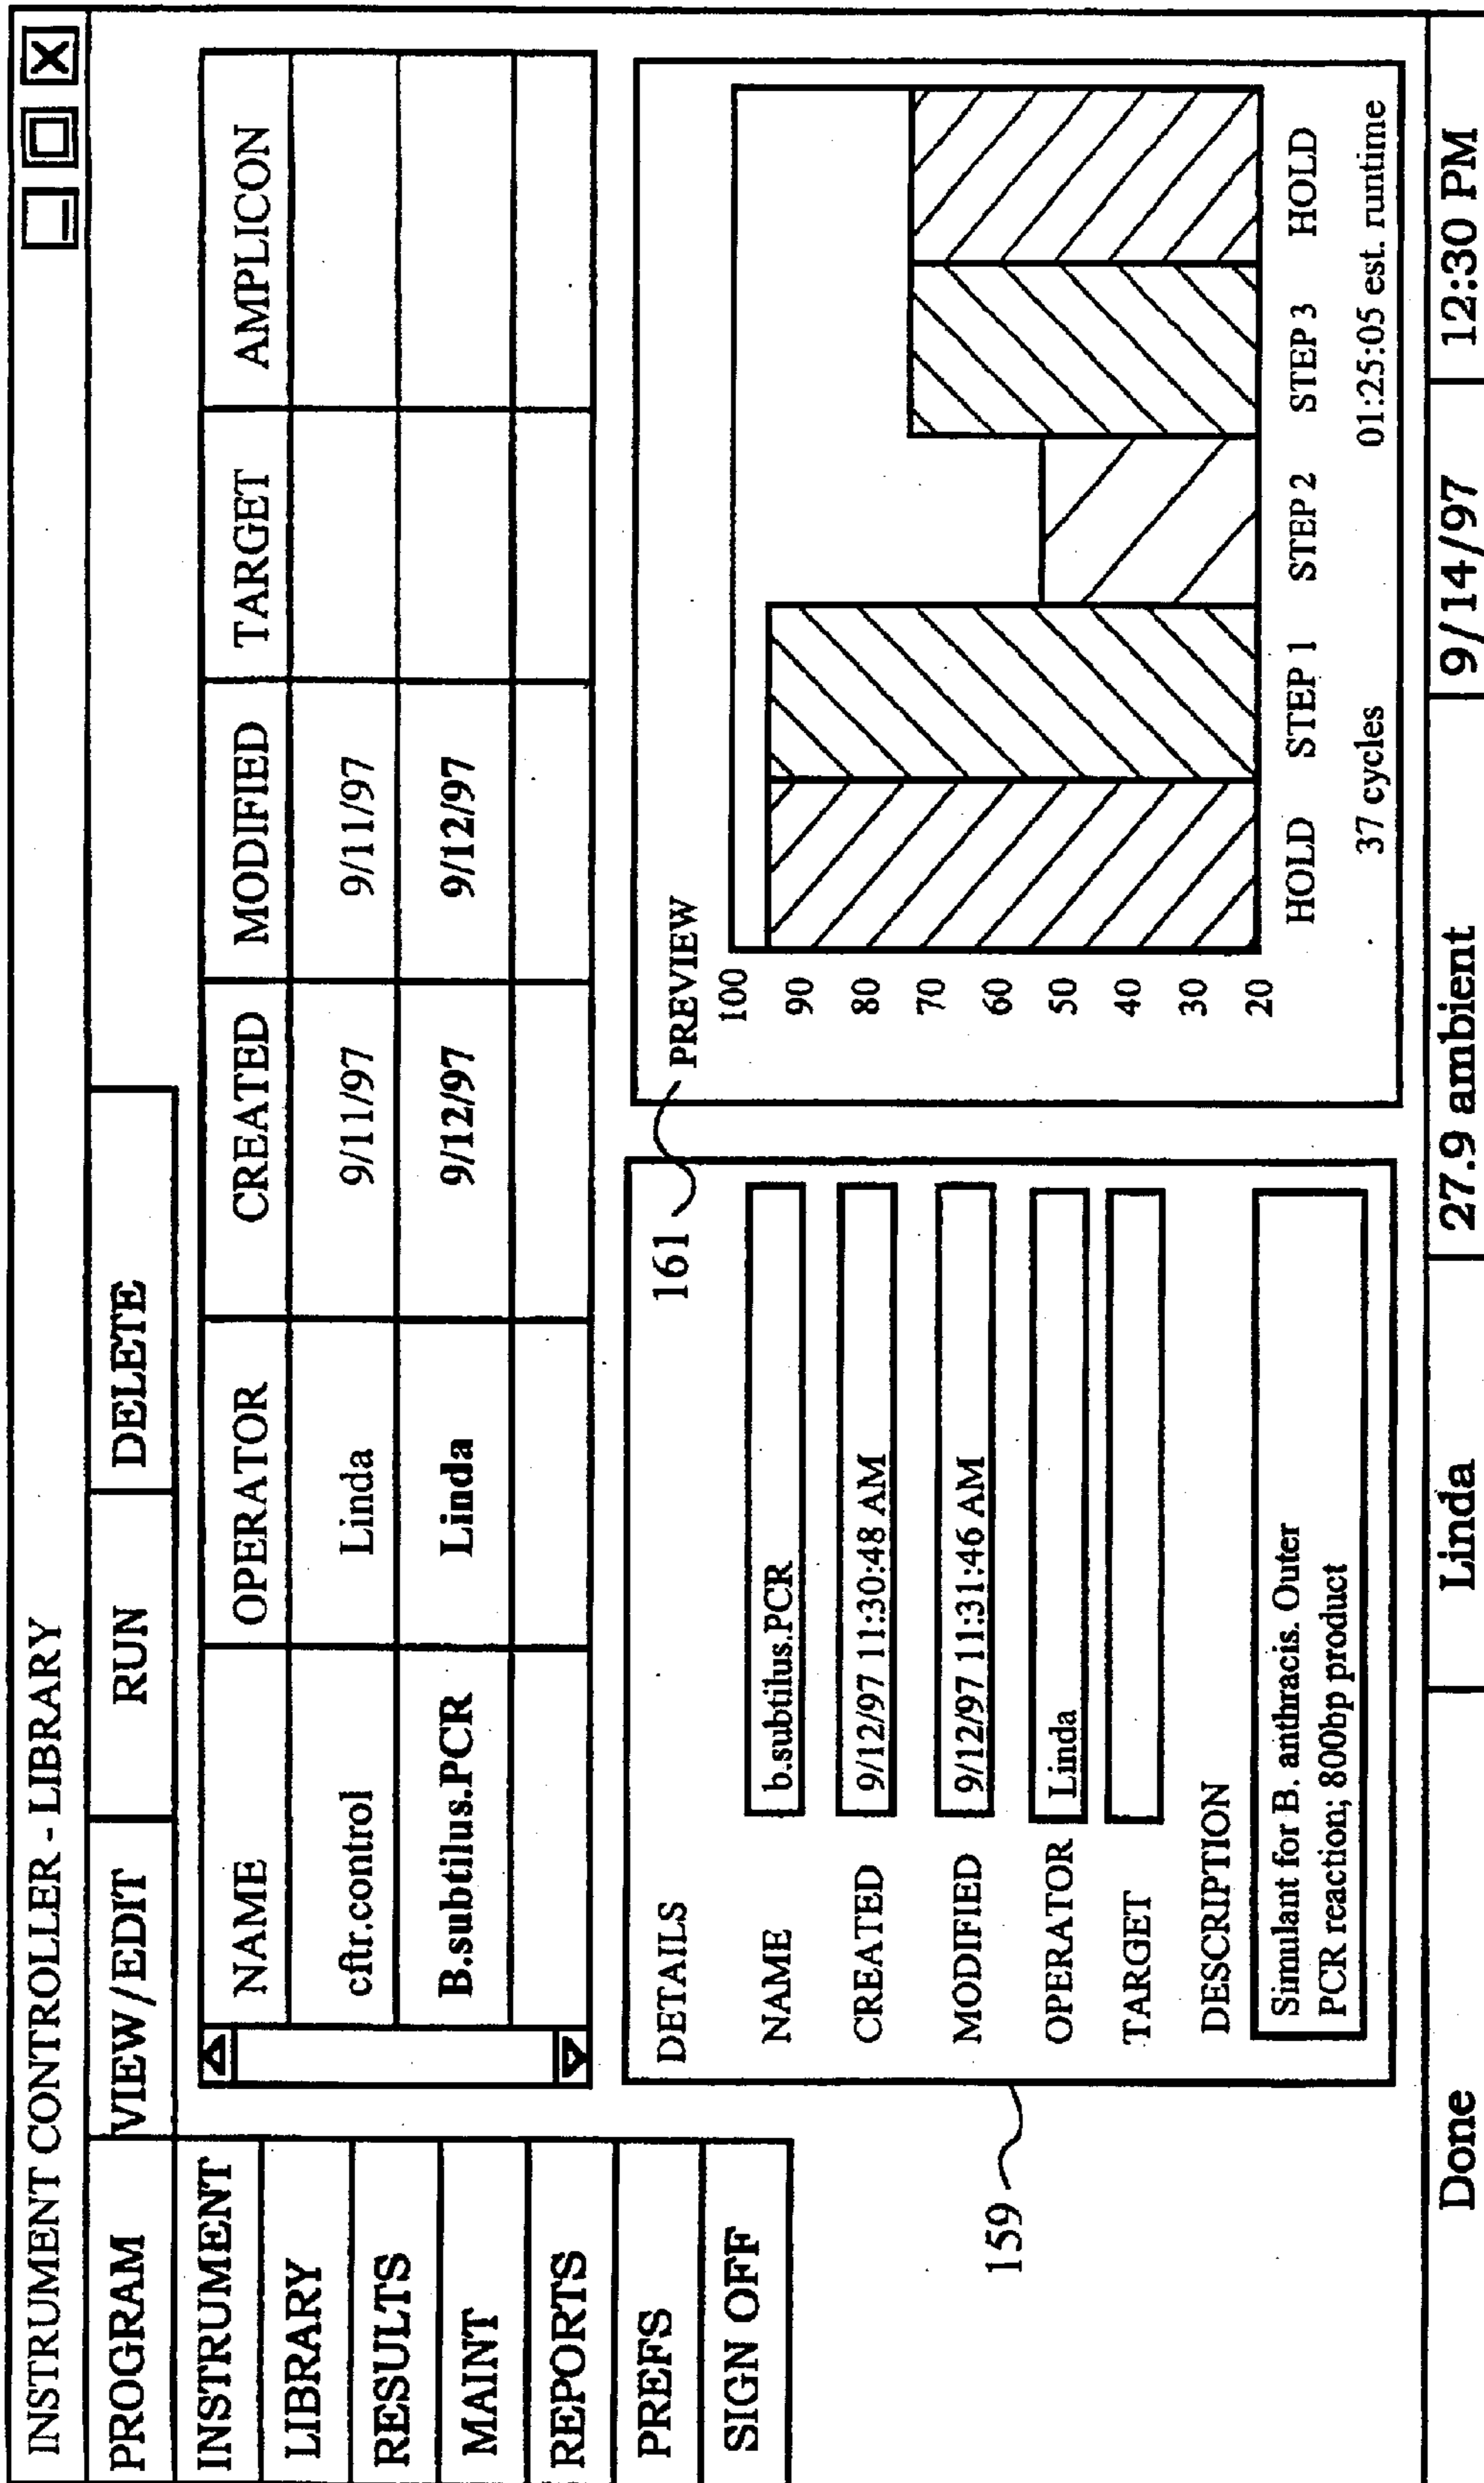 INSTRUMENT CONTROLLER - LIBRARY
PROGRAM VIEW/EDIT RUN DELETE
INSTRUMENT
LIBRARY
RESULTS
MAINT
REPORTS
PREFS
SIGN OFF
NAME OPERATOR CREATED MODIFIED TARGET AMPLICON
cftr.control Linda 9/11/97 9/11/97
B.subtilus.PCR Linda 9/12/97 9/12/97
159
DETAILS
NAME b.subtilus.PCR
CREATED 9/12/97 11:30:48 AM
MODIFIED 9/12/97 11:31:46 AM
OPERATOR Linda
TARGET
DESCRIPTION
Simulant for B. anthracis. Outer
PCR reaction; 800bp product
161
PREVIEW
100
90
80
70
60
50
40
30
20
HOLD STEP 1 STEP 2 STEP 3 HOLD
37 cycles 01:25:05 est. runtime
Done Linda 27.9 ambient 9/14/97 12:30 PM